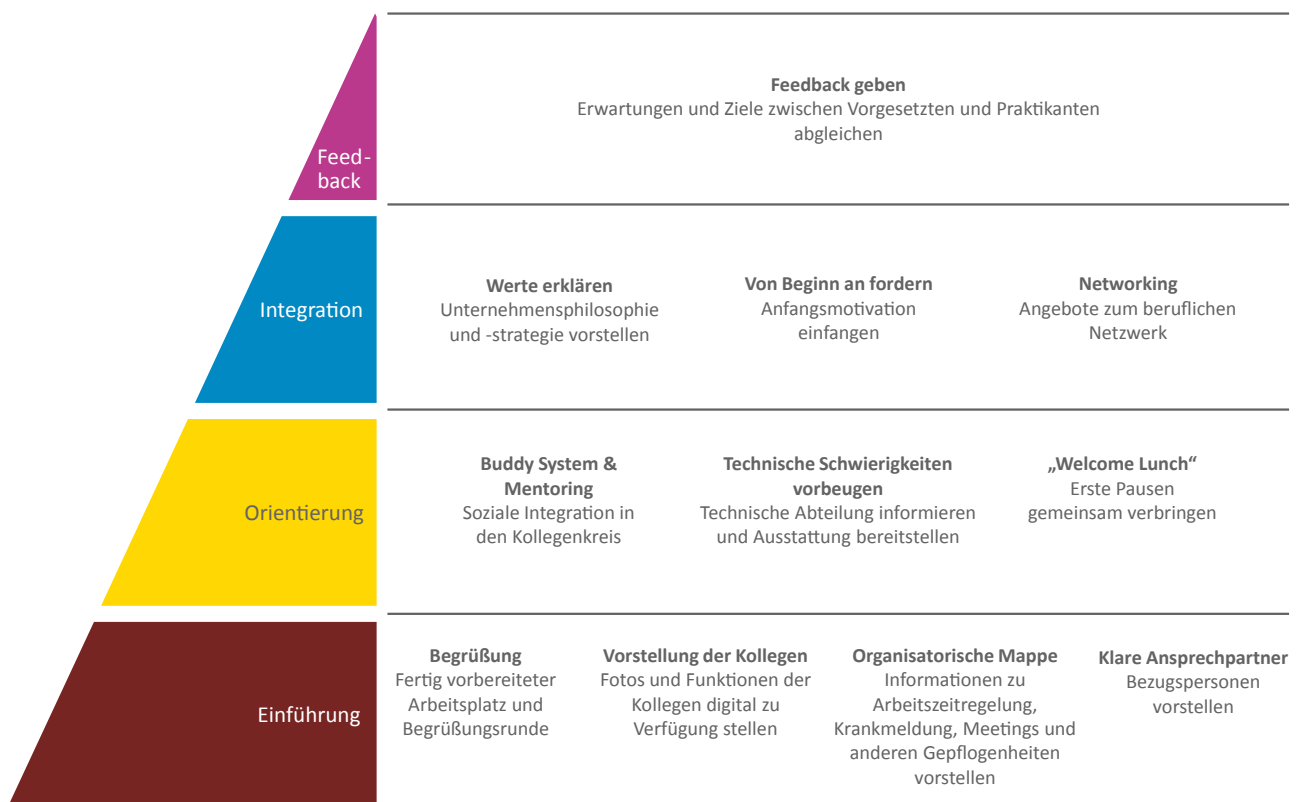 Feed-
back
Feedback geben
Erwartungen und Ziele zwischen Vorgesetzten und Praktikanten
abgleichen
Integration
Werte erklären
Unternehmensphilosophie
und -strategie vorstellen
Von Beginn an fordern
Anfangsmotivation
einfangen
Networking
Angebote zum beruflichen
Netzwerk
Orientierung
Buddy System &
Mentoring
Soziale Integration in
den Kollegenkreis
Technische Schwierigkeiten
vorbeugen
Technische Abteilung informieren
und Ausstattung bereitstellen
„Welcome Lunch“
Erste Pausen
gemeinsam verbringen
Einführung
Begrüßung
Fertig vorbereiteter
Arbeitsplatz und
Begrüßungsrunde
Vorstellung der Kollegen
Fotos und Funktionen der
Kollegen digital zu
Verfügung stellen
Organisatorische Mappe
Informationen zu
Arbeitszeitregelung,
Krankmeldung, Meetings und
anderen Gepflogenheiten
vorstellen
Klare Ansprechpartner
Bezugspersonen
vorstellen